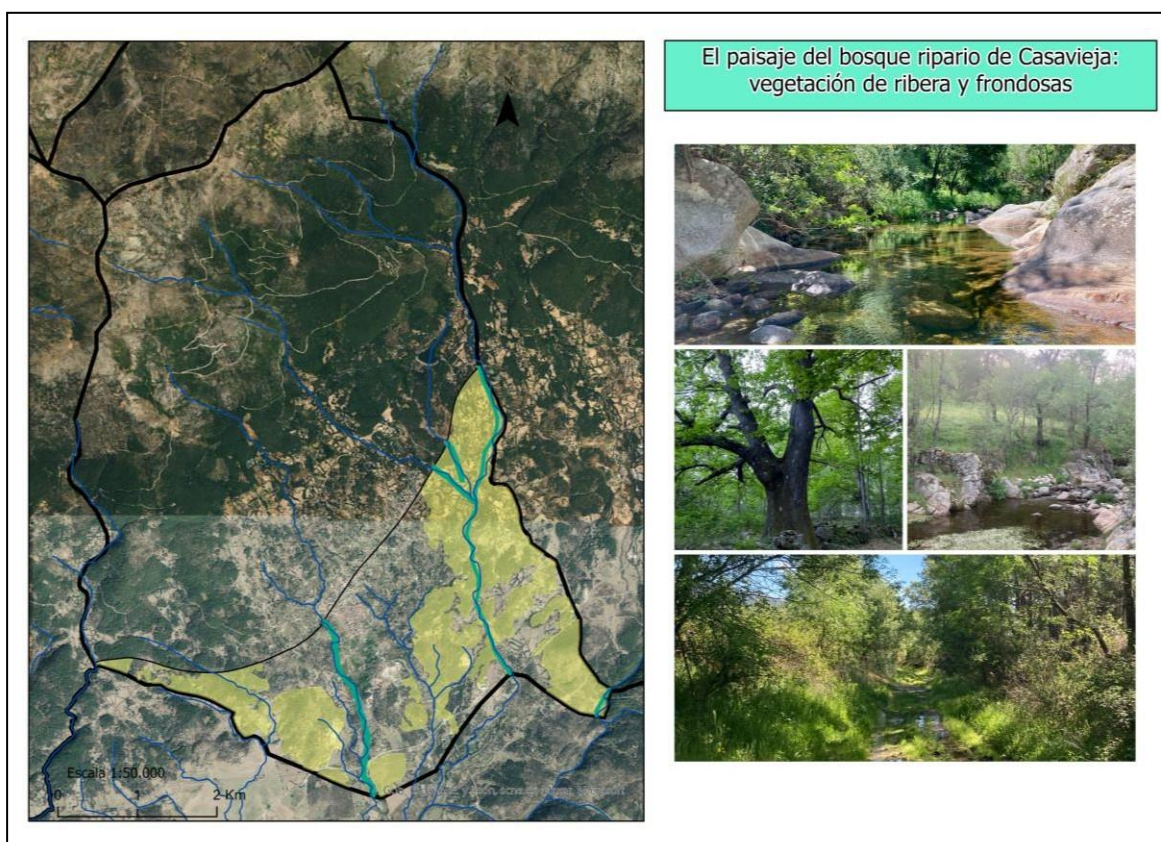 El paisaje del bosque ripario de Casavieja:
vegetación de ribera y frondosas
N
Escala 1:50.000
0 1 2 Km